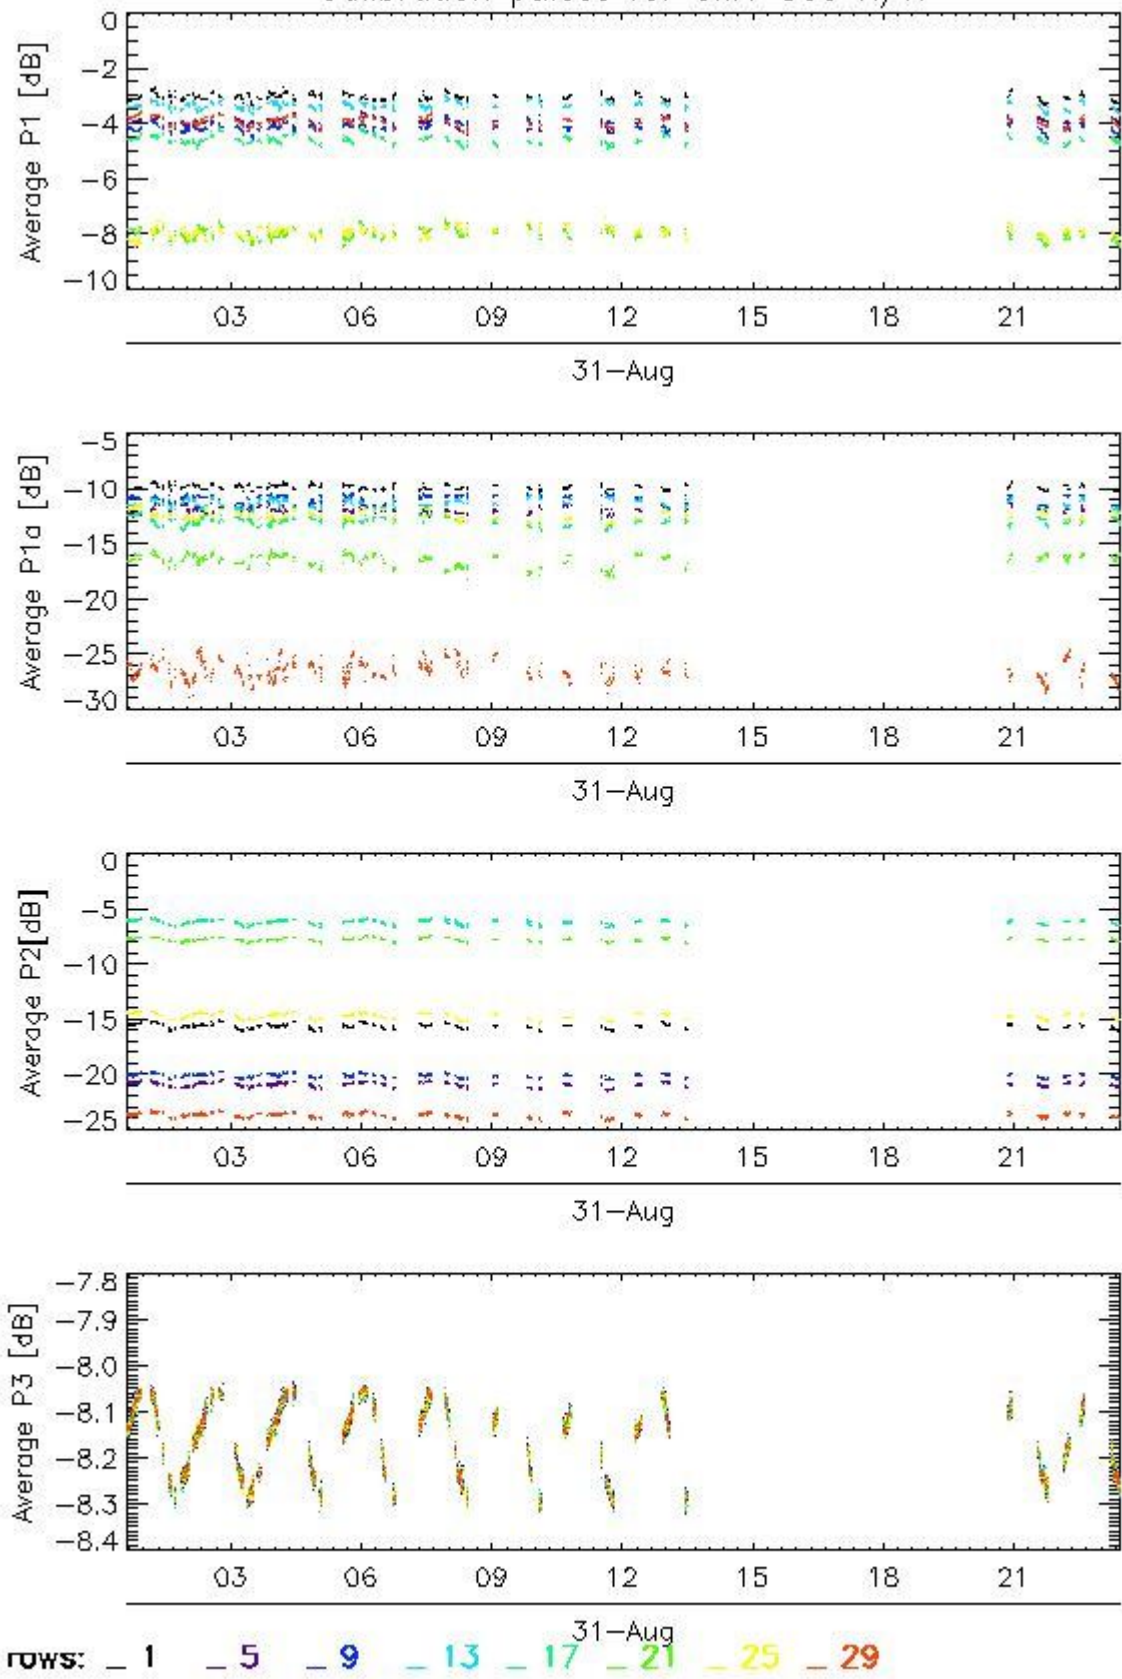 0
−2
−4
−6
−8
−10
Average P1 [dB]
03 06 09 12 15 18 21
31−Aug
−5
−10
−15
−20
−25
−30
Average P1a [dB]
03 06 09 12 15 18 21
31−Aug
0
−5
−10
−15
−20
−25
Average P2[dB]
03 06 09 12 15 18 21
31−Aug
−7.8
−7.9
−8.0
−8.1
−8.2
−8.3
−8.4
Average P3 [dB]
03 06 09 12 15 18 21
31−Aug
rows: _ 1 _ 5 _ 9 _ 13 _ 17 _ 21 _ 25 _ 29